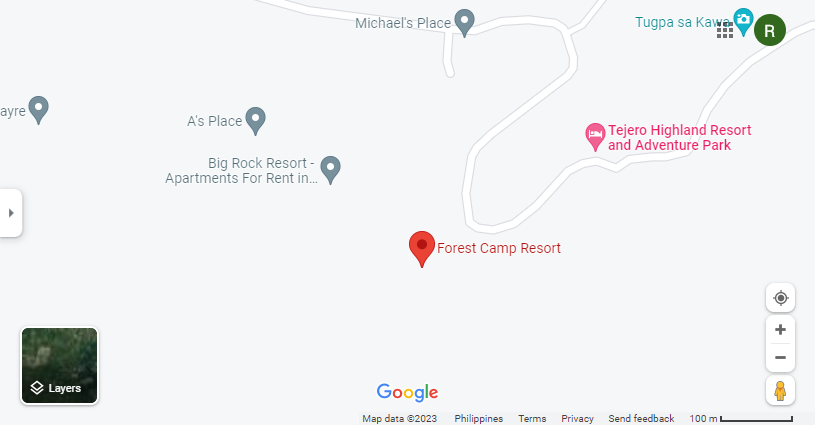 Michael's Place
Tugpa sa Kawa
R
ayre
A's Place
Tejero Highland Resort
and Adventure Park
Big Rock Resort -
Apartments For Rent in...
Forest Camp Resort
Layers
Google
Map data ©2023 Philippines Terms Privacy Send feedback 100 m